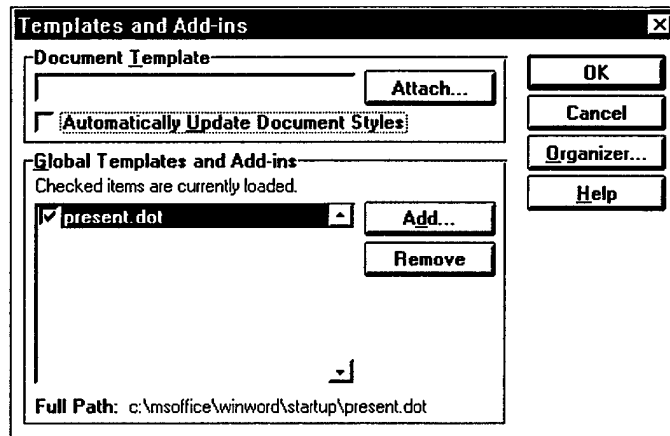 Templates and Add-ins
Document Template
Attach...
Automatically Update Document Styles
OK
Cancel
Organizer...
Help
Global Templates and Add-ins
Checked items are currently loaded.
present.dot
Add...
Remove
Full Path: c:\msoffice\winword\startup\present.dot